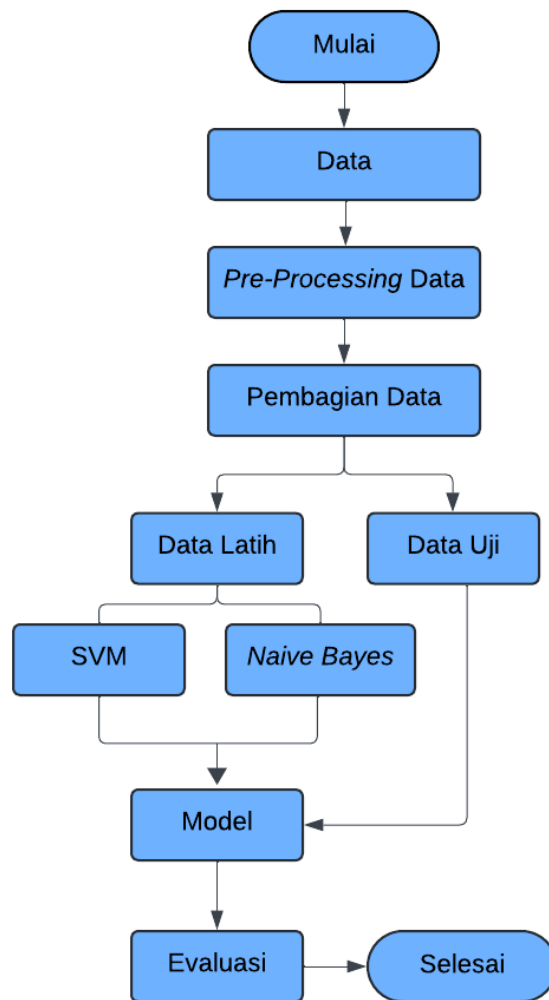 Mulai
Data
Pre-Processing Data
Pembagian Data
Data Latih
Data Uji
SVM
Naive Bayes
Model
Evaluasi
Selesai